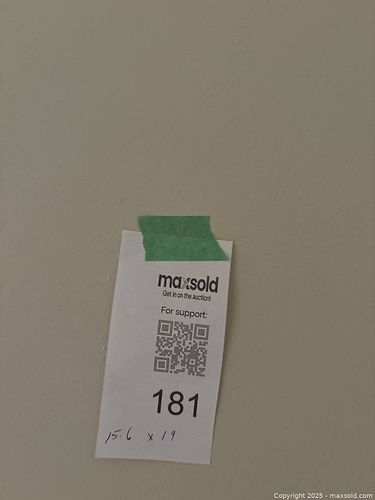 maxsold
Get in on the auction!
For support:
181
15.6 x 19
Copyright 2025 - maxsold.com